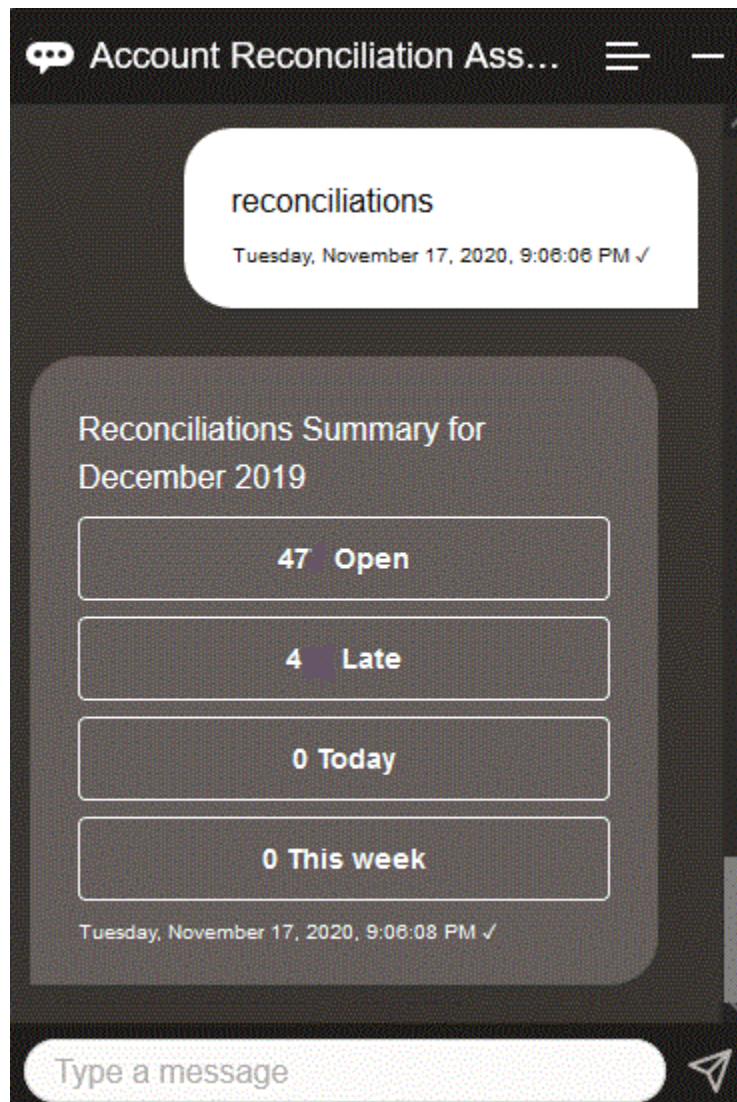 Account Reconciliation Ass...
reconciliations
Tuesday, November 17, 2020, 9:06:06 PM ✓
Reconciliations Summary for
December 2019
47 Open
4 Late
0 Today
0 This week
Tuesday, November 17, 2020, 9:06:08 PM ✓
Type a message